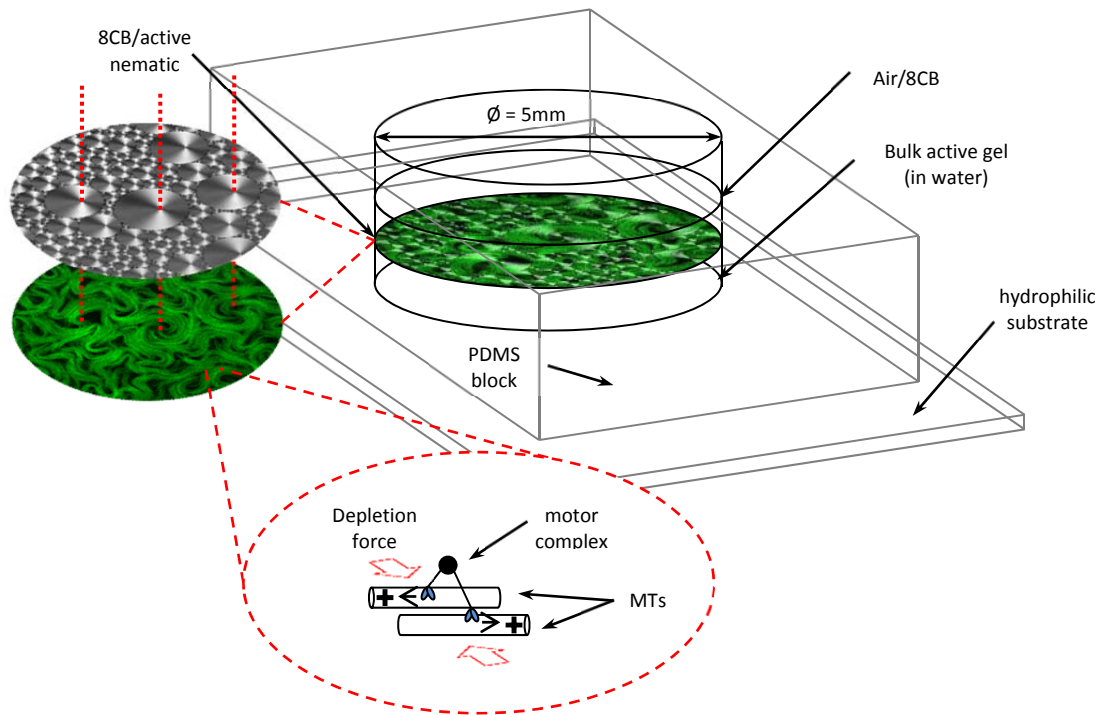 8CB/active
nematic
Air/8CB
Ø = 5mm
Bulk active gel
(in water)
hydrophilic
substrate
PDMS
block
Depletion
force
motor
complex
MTs
+
+